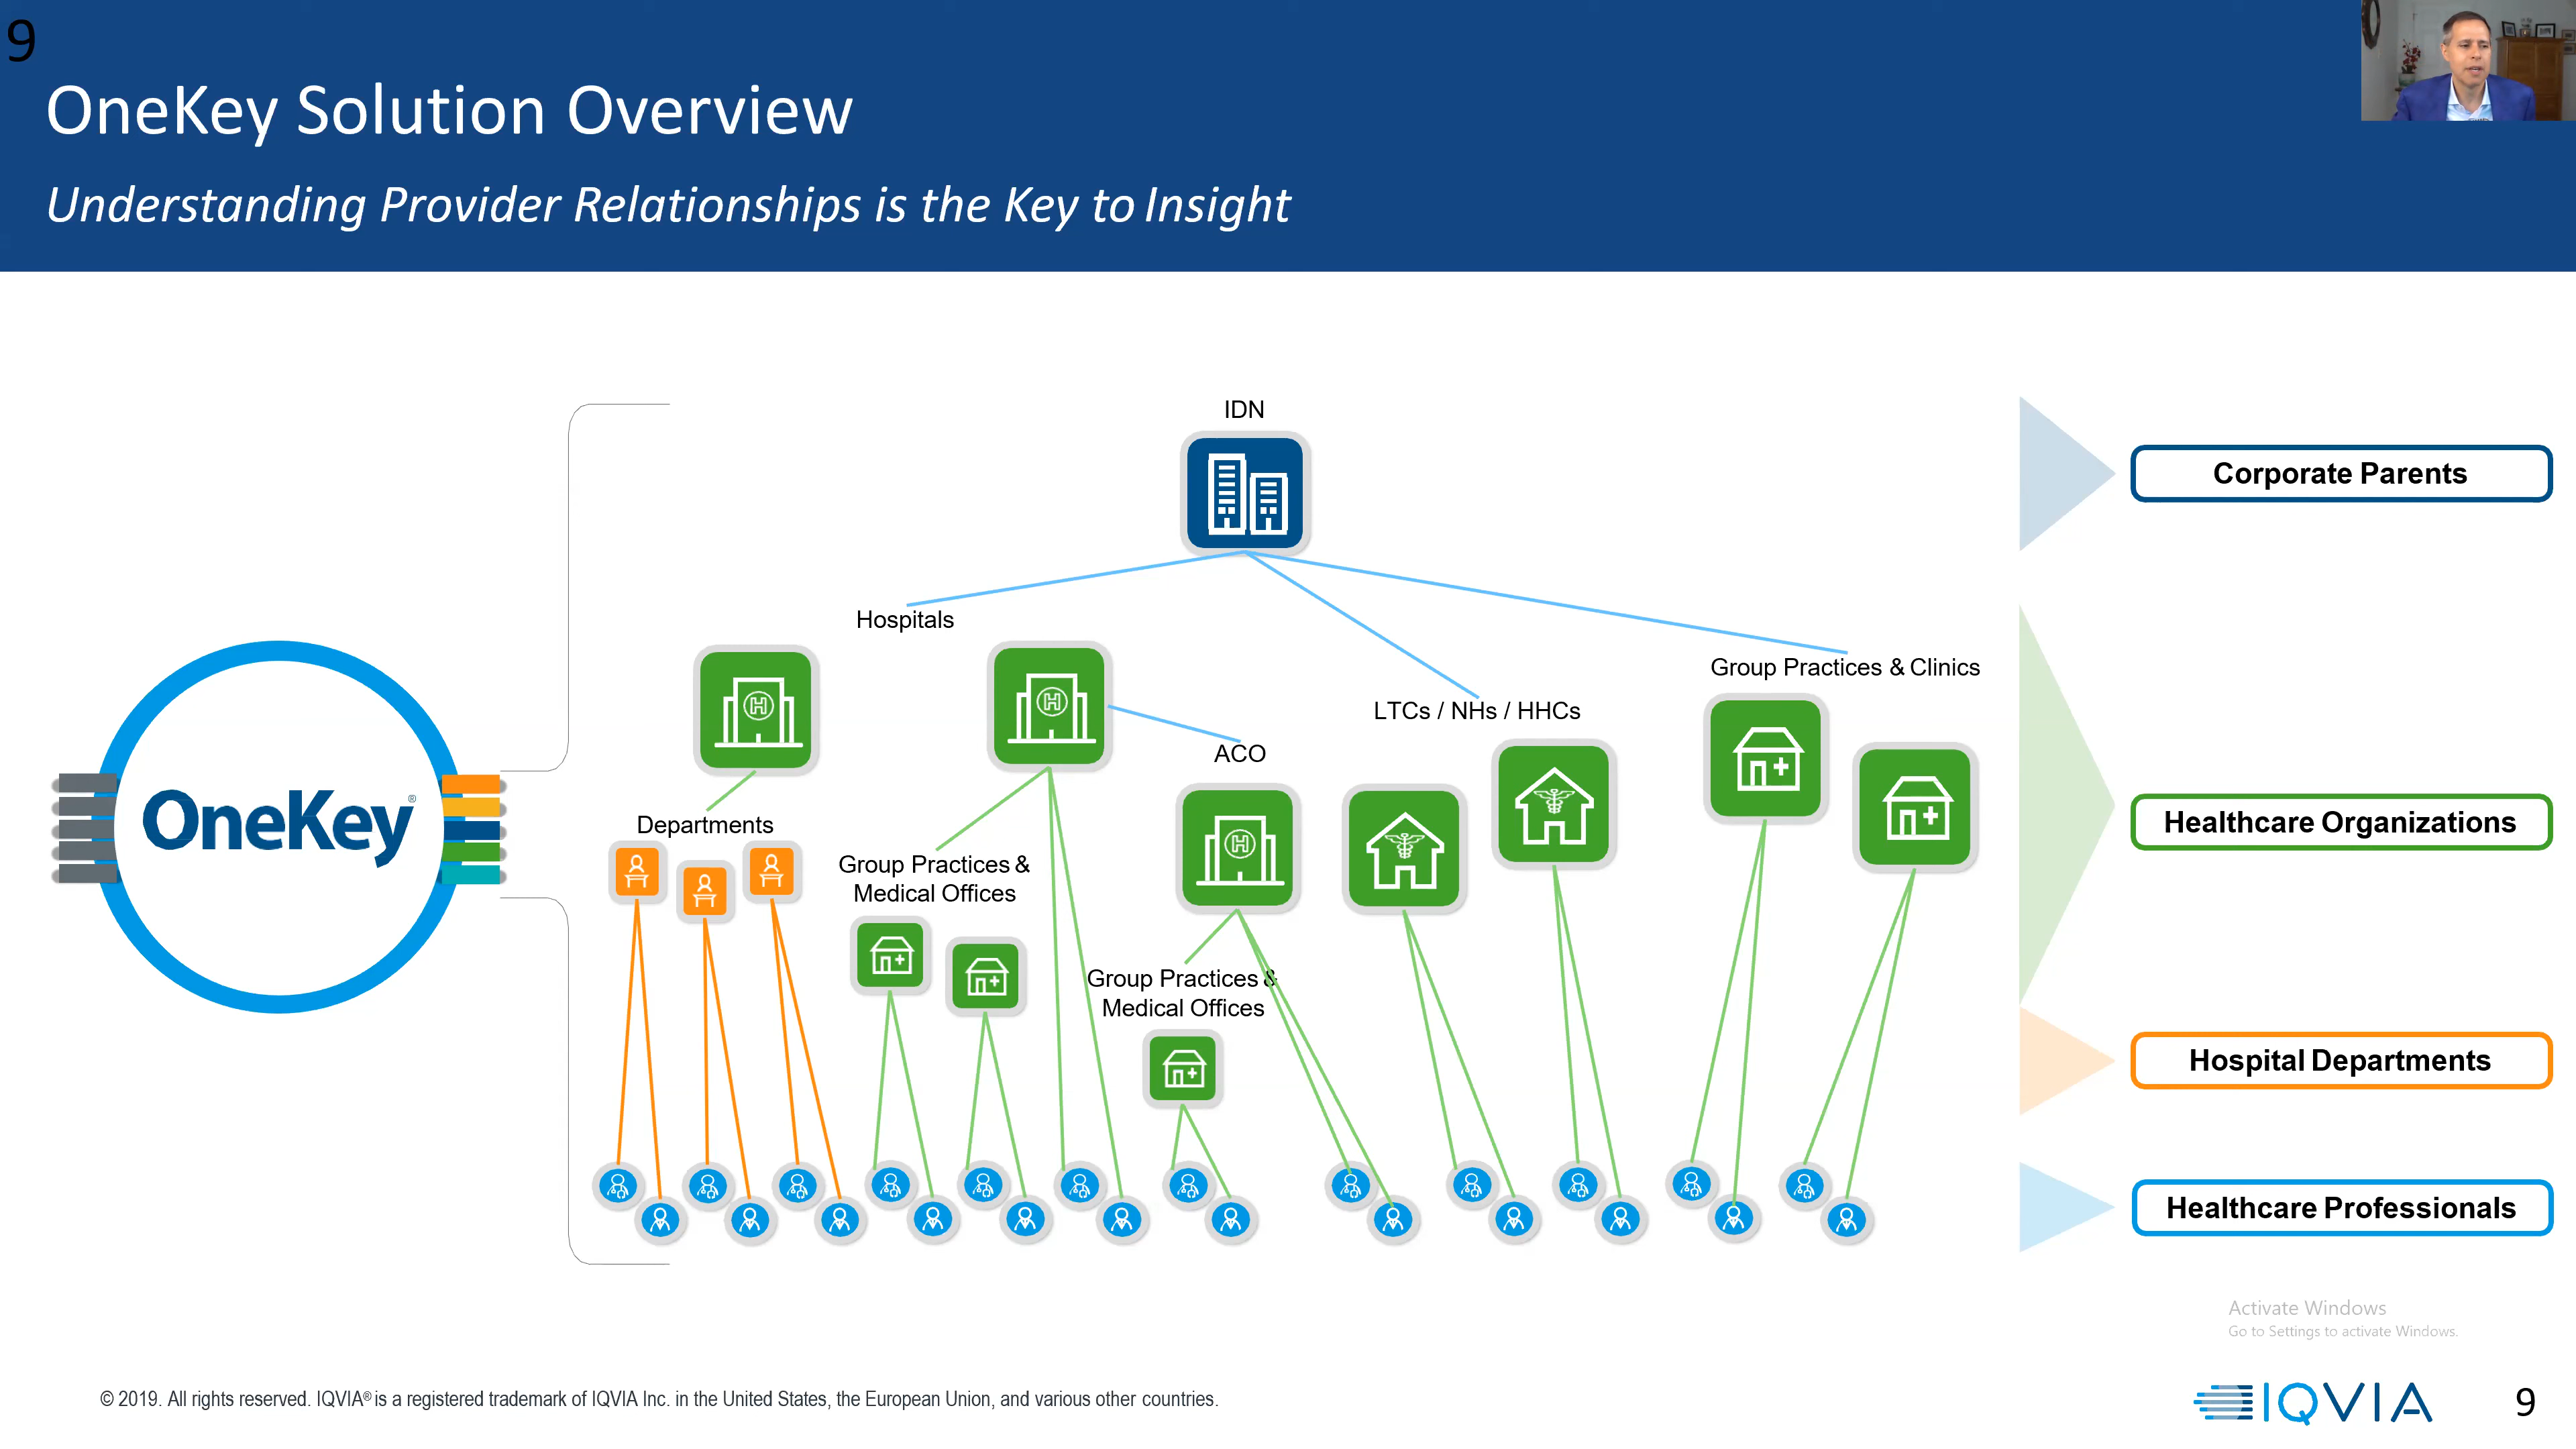 9
OneKey Solution Overview
Understanding Provider Relationships is the Key to Insight
IDN
Corporate Parents
Hospitals
Group Practices & Clinics
LTCs / NHs / HHCs
ACO
OneKey®
Departments
Healthcare Organizations
Group Practices &
Medical Offices
Group Practices &
Medical Offices
Hospital Departments
Healthcare Professionals
Activate Windows
Go to Settings to activate Windows.
© 2019. All rights reserved. IQVIA® is a registered trademark of IQVIA Inc. in the United States, the European Union, and various other countries.
IQVIA
9